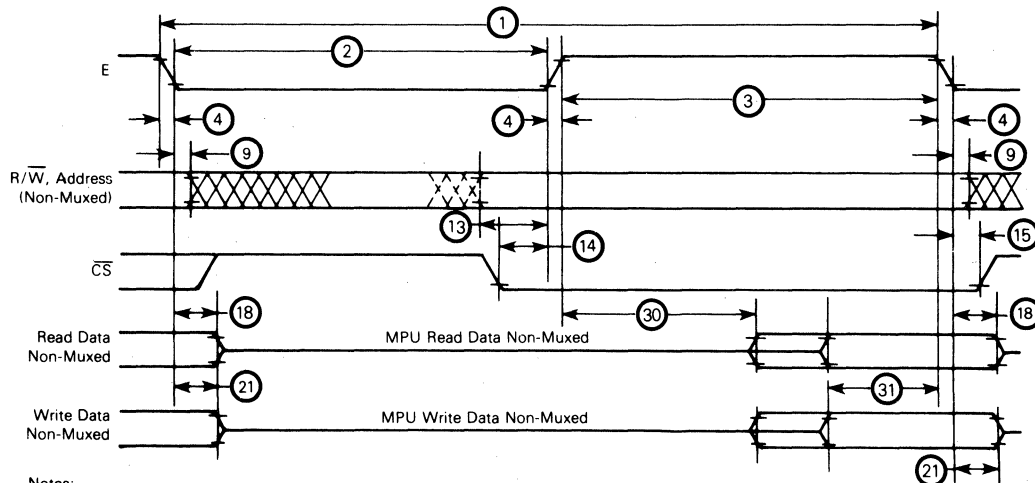 1
2
E
3
4
4
4
9
9
R/W̅, Address
(Non-Muxed)
13
14
15
C̅S̅
18
30
18
Read Data
Non-Muxed
MPU Read Data Non-Muxed
21
31
Write Data
Non-Muxed
MPU Write Data Non-Muxed
21
Notes: